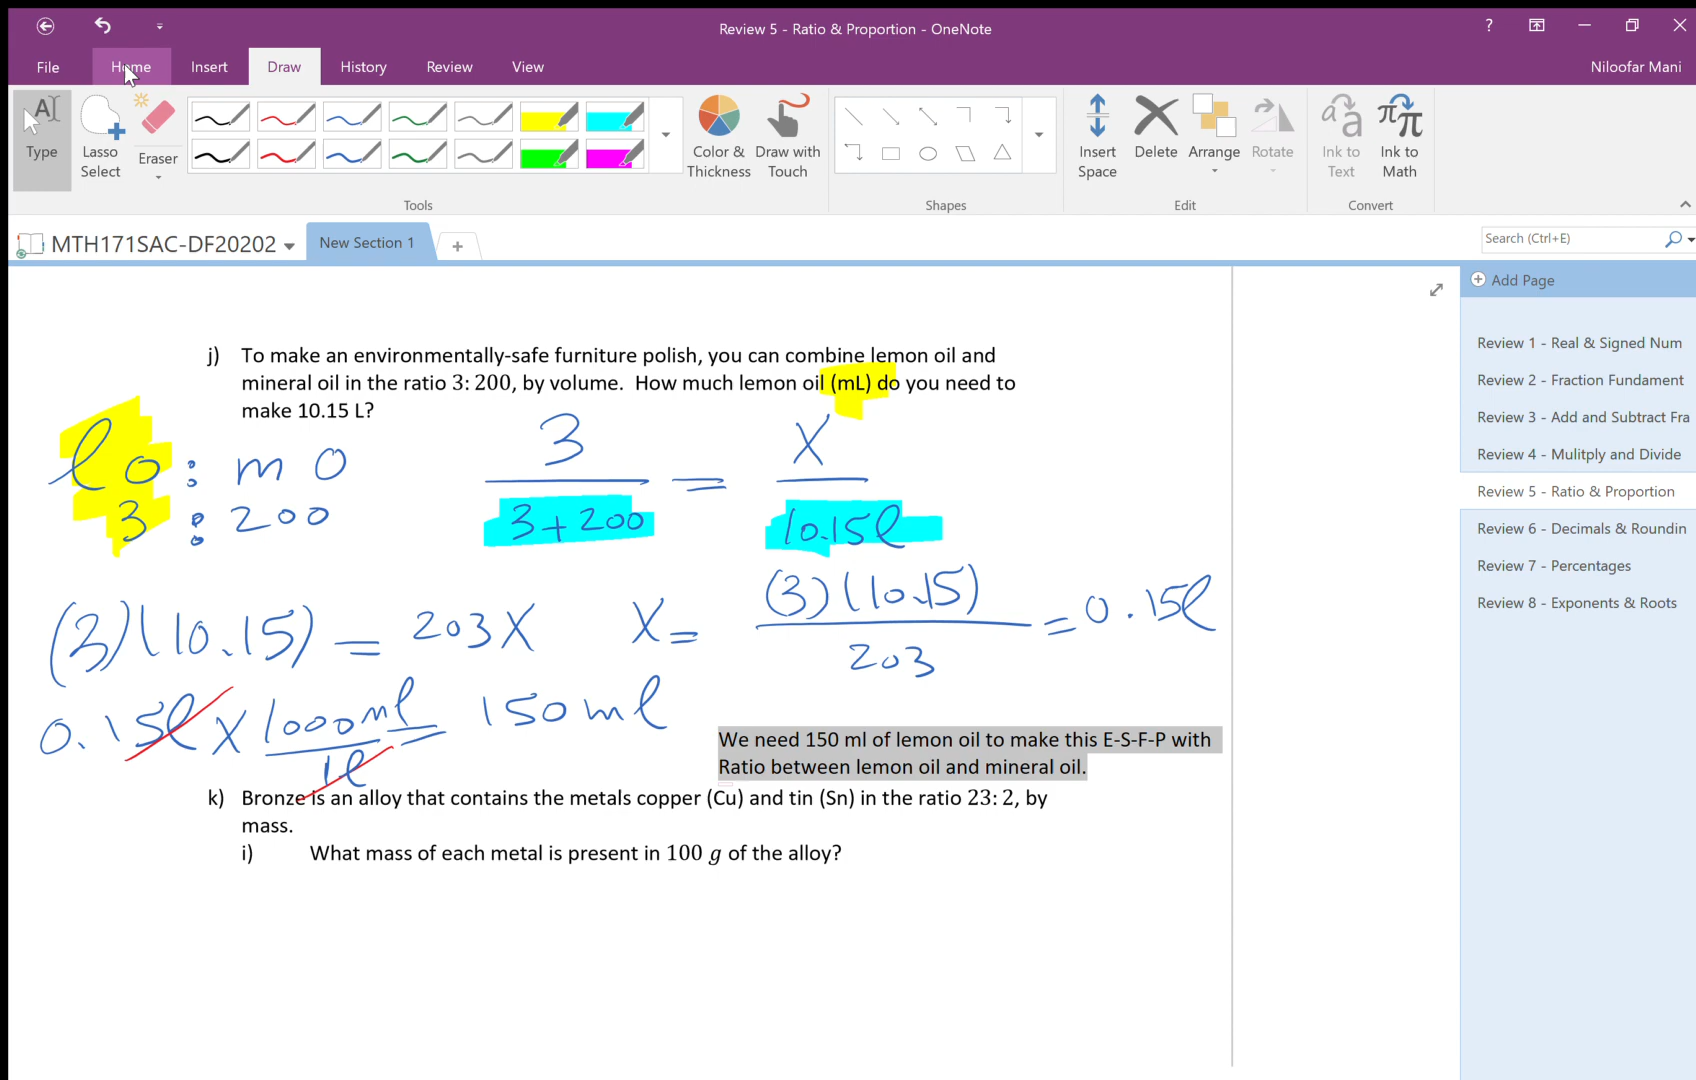 Review 5 - Ratio & Proportion - OneNote
?
File Home Insert Draw History Review View
Niloofar Mani
Type
Lasso Select
Eraser
Color & Thickness
Draw with Touch
Insert Space
Delete
Arrange
Rotate
Ink to Text
Ink to Math
Tools
Shapes
Edit
Convert
MTH171SAC-DF20202
New Section 1
+
Search (Ctrl+E)
Add Page
Review 1 - Real & Signed Num
Review 2 - Fraction Fundament
Review 3 - Add and Subtract Fra
Review 4 - Mulitply and Divide
Review 5 - Ratio & Proportion
Review 6 - Decimals & Roundin
Review 7 - Percentages
Review 8 - Exponents & Roots
j) To make an environmentally-safe furniture polish, you can combine lemon oil and
mineral oil in the ratio 3: 200, by volume. How much lemon oil (mL) do you need to
make 10.15 L?
lo : mo
3 : 200
3 / 3+200 = X / 10.15l
(3)(10.15) = 203X
X = (3)(10.15) / 203 = 0.15l
0.15l X 1000ml / 1l = 150ml
We need 150 ml of lemon oil to make this E-S-F-P with
Ratio between lemon oil and mineral oil.
k) Bronze is an alloy that contains the metals copper (Cu) and tin (Sn) in the ratio 23: 2, by
mass.
i) What mass of each metal is present in 100 g of the alloy?